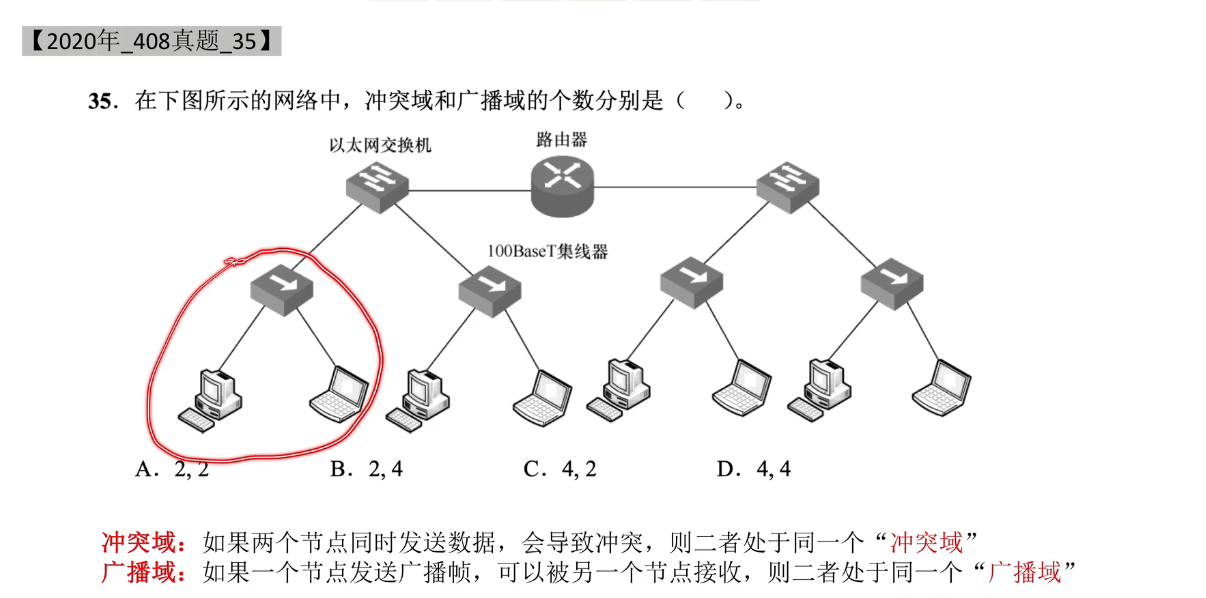 【2020年_408真题_35】
35．在下图所示的网络中，冲突域和广播域的个数分别是（　　）。
以太网交换机
路由器
100BaseT集线器
A．2, 2　B．2, 4　C．4, 2　D．4, 4
冲突域：如果两个节点同时发送数据，会导致冲突，则二者处于同一个“冲突域”
广播域：如果一个节点发送广播帧，可以被另一个节点接收，则二者处于同一个“广播域”